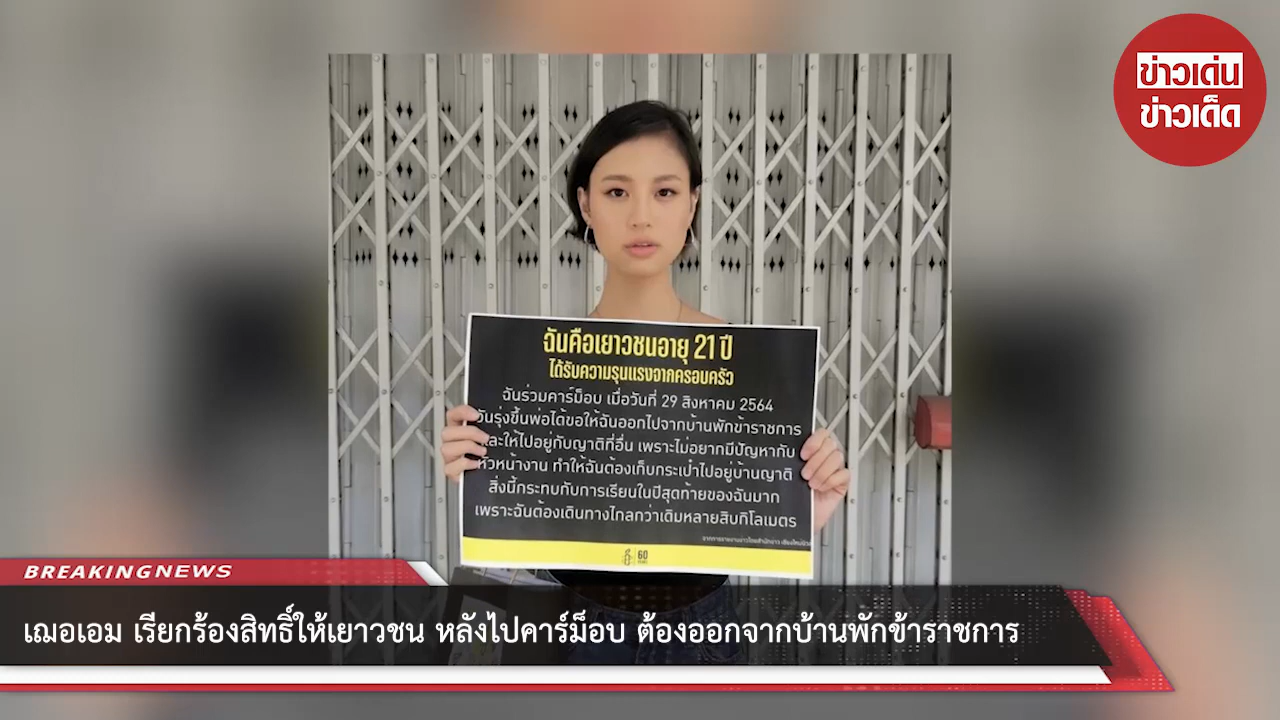 ข่าวเด่น
ข่าวเด็ด
ฉันคือเยาวชนอายุ 21 ปี
ได้รับความรุนแรงจากครอบครัว
ฉันร่วมคาร์ม็อบ เมื่อวันที่ 29 สิงหาคม 2564
วันรุ่งขึ้นพ่อได้ขอให้ฉันออกไปจากบ้านพักข้าราชการ
และให้ไปอยู่กับญาติที่อื่น เพราะไม่อยากมีปัญหากับ
หัวหน้างาน ทำให้ฉันต้องเก็บกระเป๋าไปอยู่บ้านญาติ
สิ่งนี้กระทบกับการเรียนในปีสุดท้ายของฉันมาก
เพราะฉันต้องเดินทางไกลกว่าเดิมหลายสิบกิโลเมตร
60
BREAKING NEWS
เฌอเอม เรียกร้องสิทธิ์ให้เยาวชน หลังไปคาร์ม็อบ ต้องออกจากบ้านพักข้าราชการ